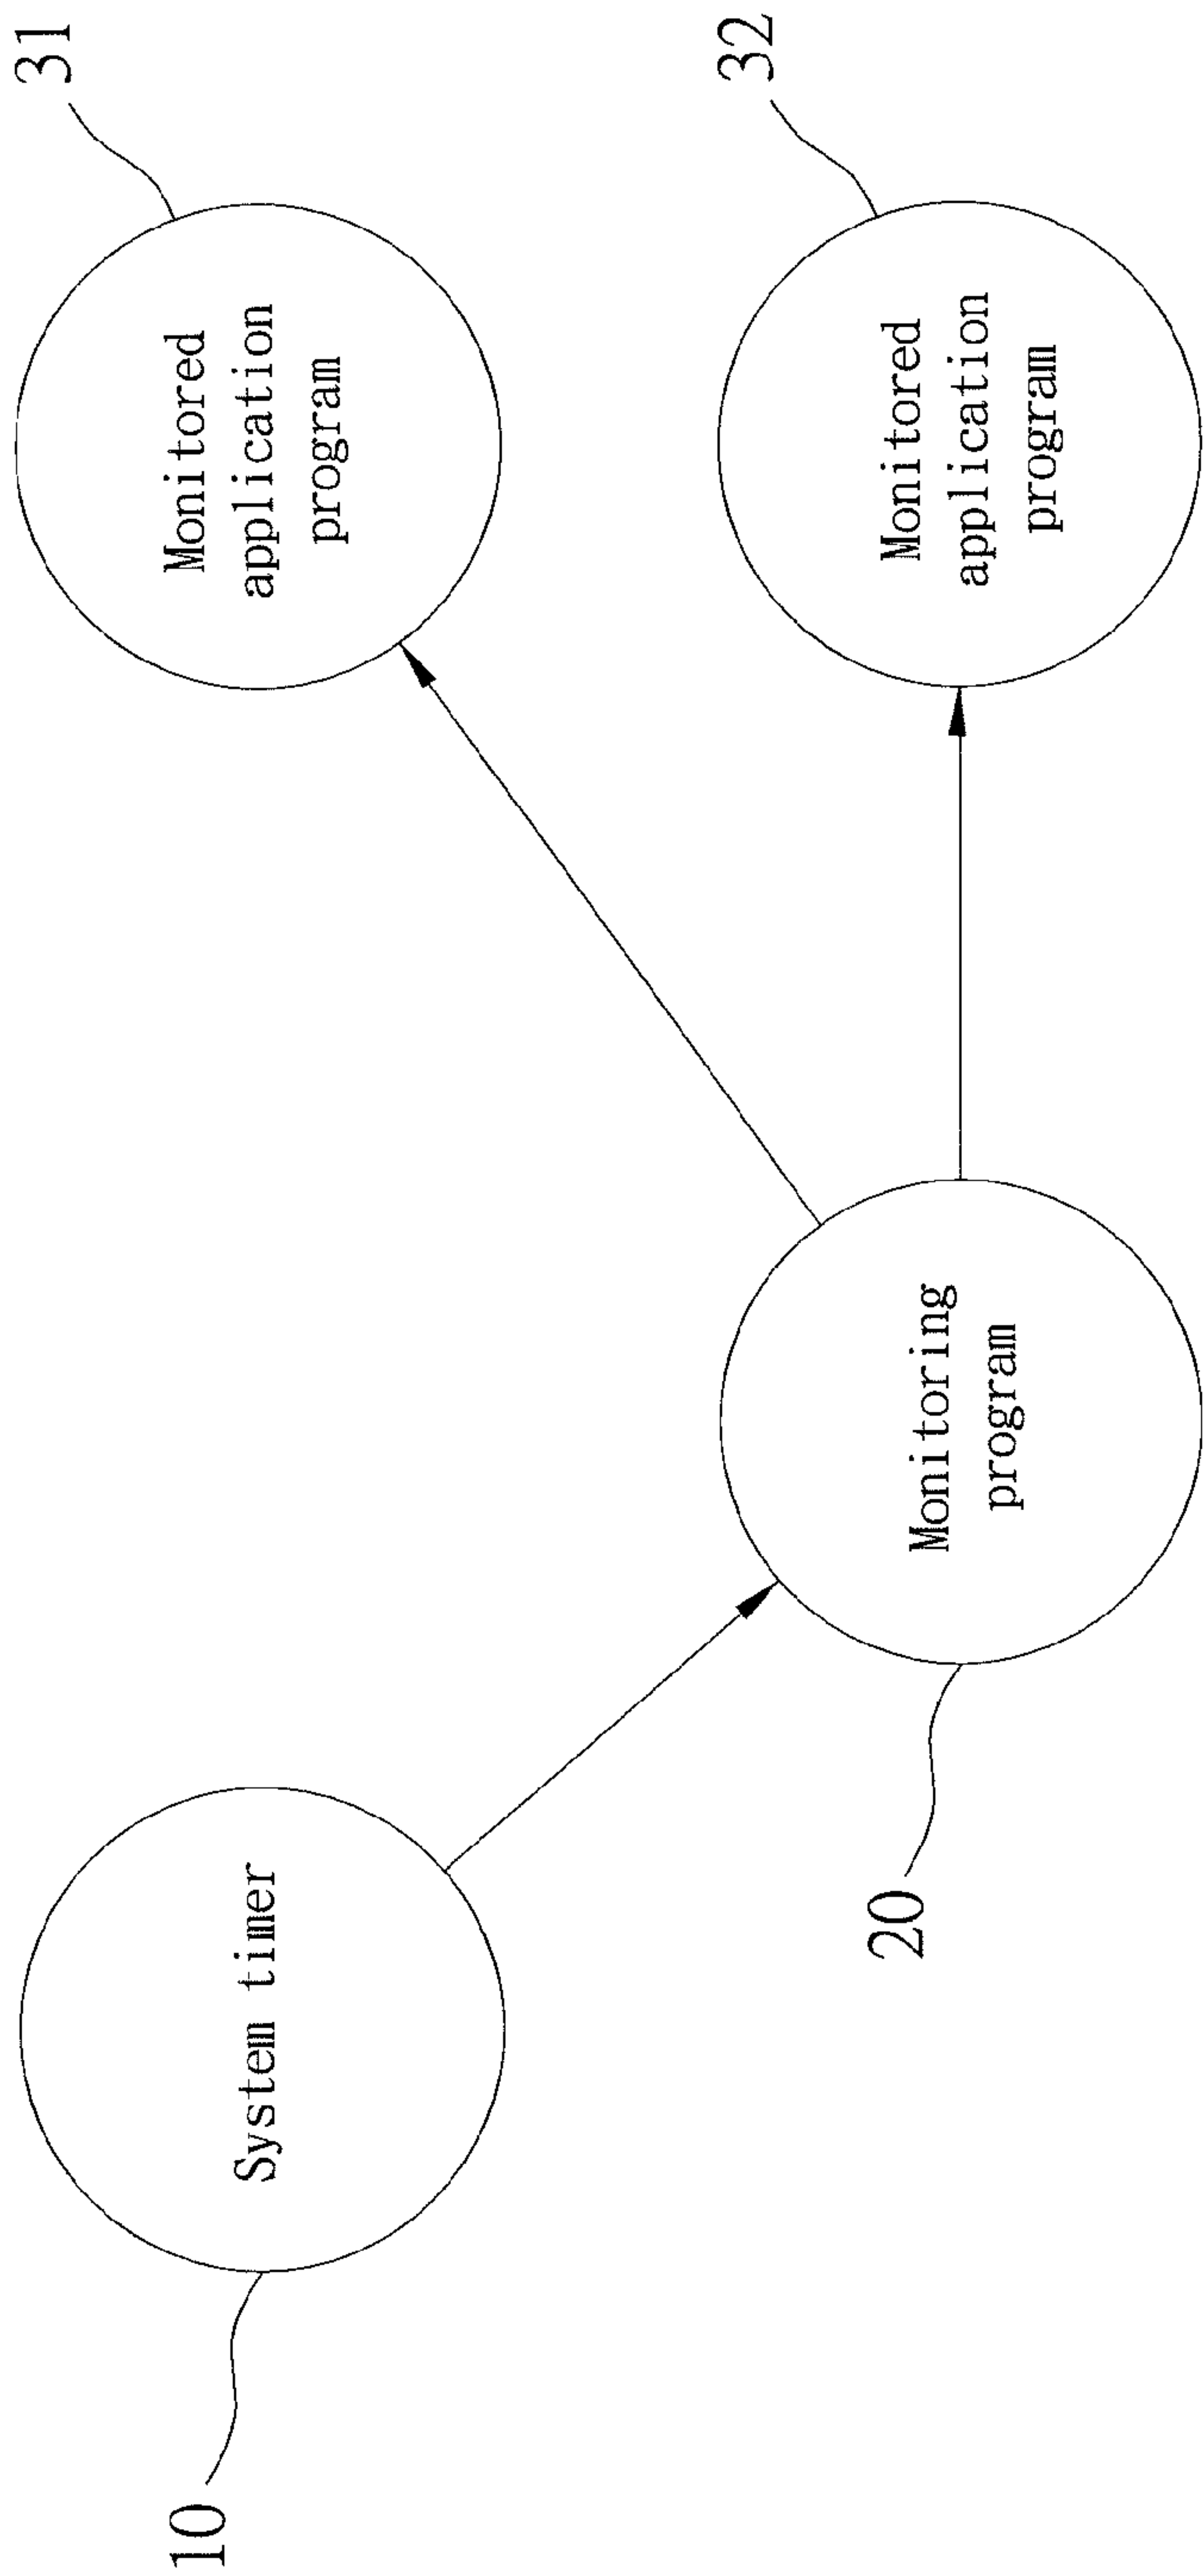 10
System timer
20
Monitoring
program
31
Monitored
application
program
32
Monitored
application
program